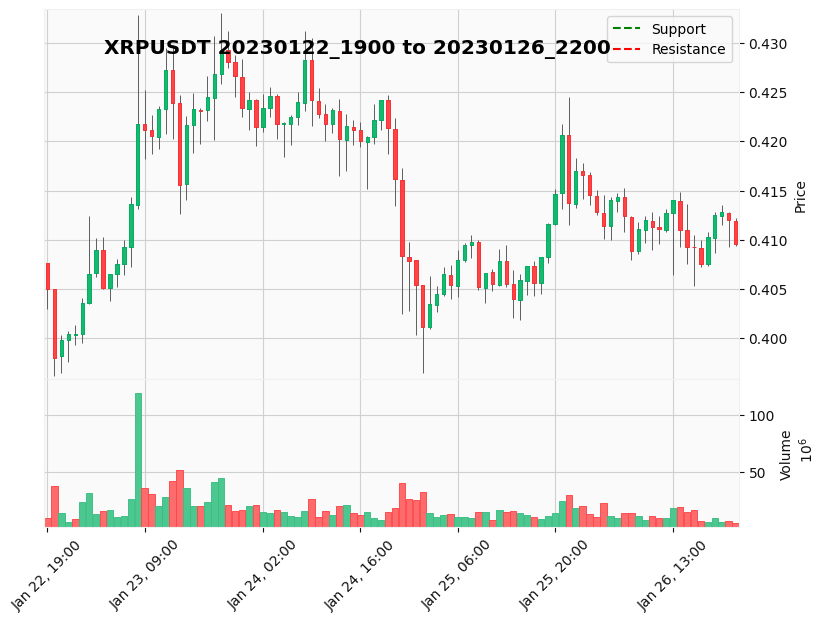 XRPUSDT 20230122_1900 to 20230126_2200
Support
Resistance
0.430
0.425
0.420
0.415
0.410
0.405
0.400
Price
100
50
Volume
10^6
Jan 22, 19:00
Jan 23, 09:00
Jan 24, 02:00
Jan 24, 16:00
Jan 25, 06:00
Jan 25, 20:00
Jan 26, 13:00